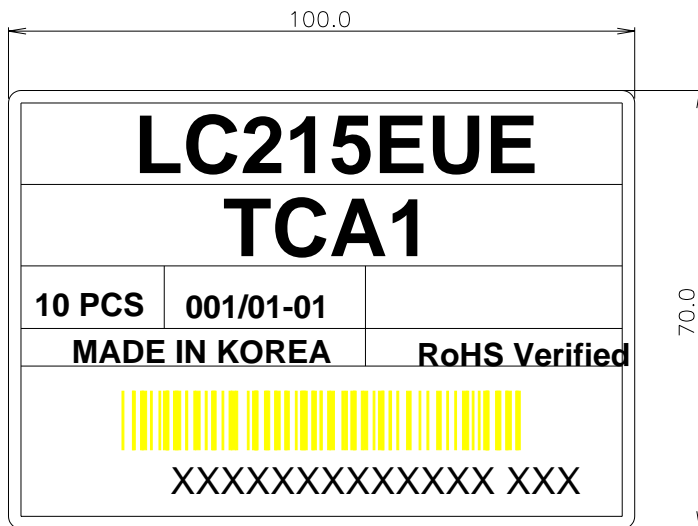 100.0
LC215EUE
TCA1
70.0
10 PCS 001/01-01
MADE IN KOREA RoHS Verified
XXXXXXXXXXXXX XXX